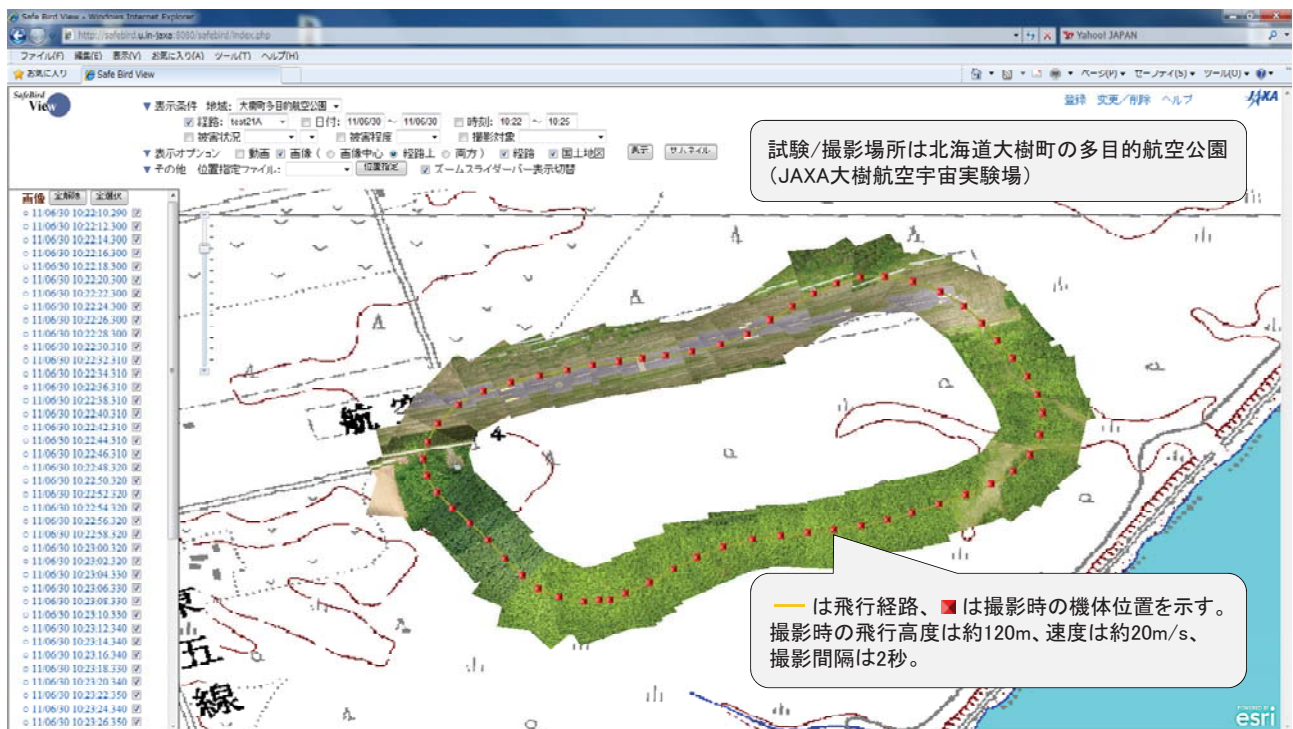 Safe Bird View - Windows Internet Explorer
http://safebird.u.in-jaxa:8080/safebird/index.php
Yahoo! JAPAN
ファイル(F) 編集(E) 表示(V) お気に入り(A) ツール(T) ヘルプ(H)
お気に入り Safe Bird View
ページ(P) セーフティ(S) ツール(O)
SafeBird
View
登録 変更/削除 ヘルプ
JAXA
▼ 表示条件 地域: 大樹町多目的航空公園
経路: test21A 日付: 11/06/30 ~ 11/06/30 時刻: 10:22 ~ 10:25
被害状況 被害程度 撮影対象
▼ 表示オプション 動画 画像 ( 画像中心 経路上 両方 ) 経路 国土地図 表示 サムネイル
▼ その他 位置指定ファイル: 位置指定 ズームスライダーバー表示切替
試験/撮影場所は北海道大樹町の多目的航空公園
(JAXA大樹航空宇宙実験場)
画像 全解除 全選択
11/06/30 10:22:10.290
11/06/30 10:22:12.300
11/06/30 10:22:14.300
11/06/30 10:22:16.300
11/06/30 10:22:18.300
11/06/30 10:22:20.300
11/06/30 10:22:22.300
11/06/30 10:22:24.300
11/06/30 10:22:26.300
11/06/30 10:22:28.300
11/06/30 10:22:30.310
11/06/30 10:22:32.310
11/06/30 10:22:34.310
11/06/30 10:22:36.310
11/06/30 10:22:38.310
11/06/30 10:22:40.310
11/06/30 10:22:42.310
11/06/30 10:22:44.310
11/06/30 10:22:46.310
11/06/30 10:22:48.320
11/06/30 10:22:50.320
11/06/30 10:22:52.320
11/06/30 10:22:54.320
11/06/30 10:22:56.320
11/06/30 10:22:58.320
11/06/30 10:23:00.320
11/06/30 10:23:02.320
11/06/30 10:23:04.330
11/06/30 10:23:06.330
11/06/30 10:23:08.330
11/06/30 10:23:10.330
11/06/30 10:23:12.340
11/06/30 10:23:14.340
11/06/30 10:23:16.340
11/06/30 10:23:18.330
11/06/30 10:23:20.340
11/06/30 10:23:22.350
11/06/30 10:23:24.340
11/06/30 10:23:26.350
航空
4
五
線
は飛行経路、 は撮影時の機体位置を示す。
撮影時の飛行高度は約120m、速度は約20m/s、
撮影間隔は2秒。
POWERED BY
esri